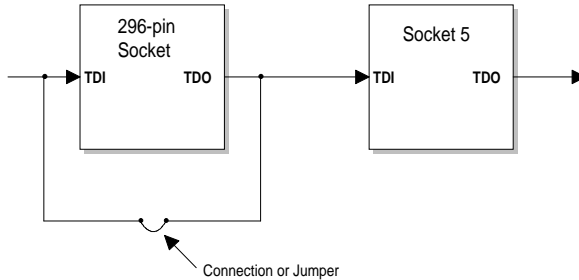 296-pin
Socket
Socket 5
TDI
TDO
TDI
TDO
Connection or Jumper